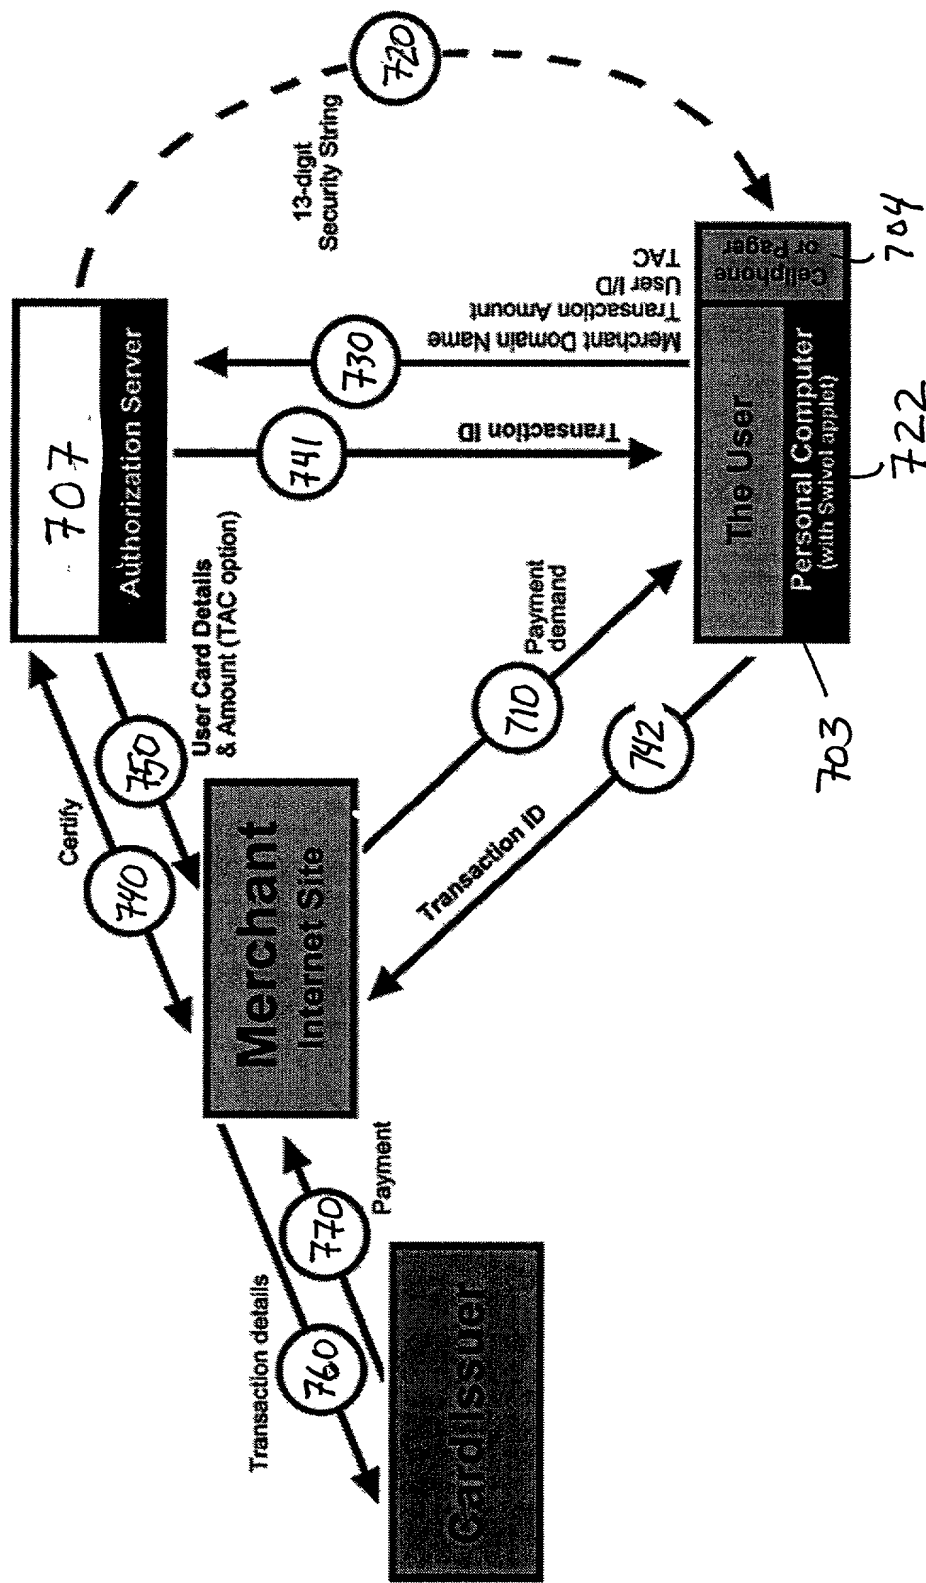 Card Issuer
Transaction details
760
770
Payment
Merchant
Internet Site
Certify
740
750
User Card Details
& Amount (TAC option)
707
Authorization Server
710
Payment
demand
742
Transaction ID
741
Transaction ID
730
Merchant Domain Name
Transaction Amount
User I/D
TAC
13-digit
Security String
720
The User
Personal Computer
(with Swivel applet)
Cellphone
or Pager
703
722
704